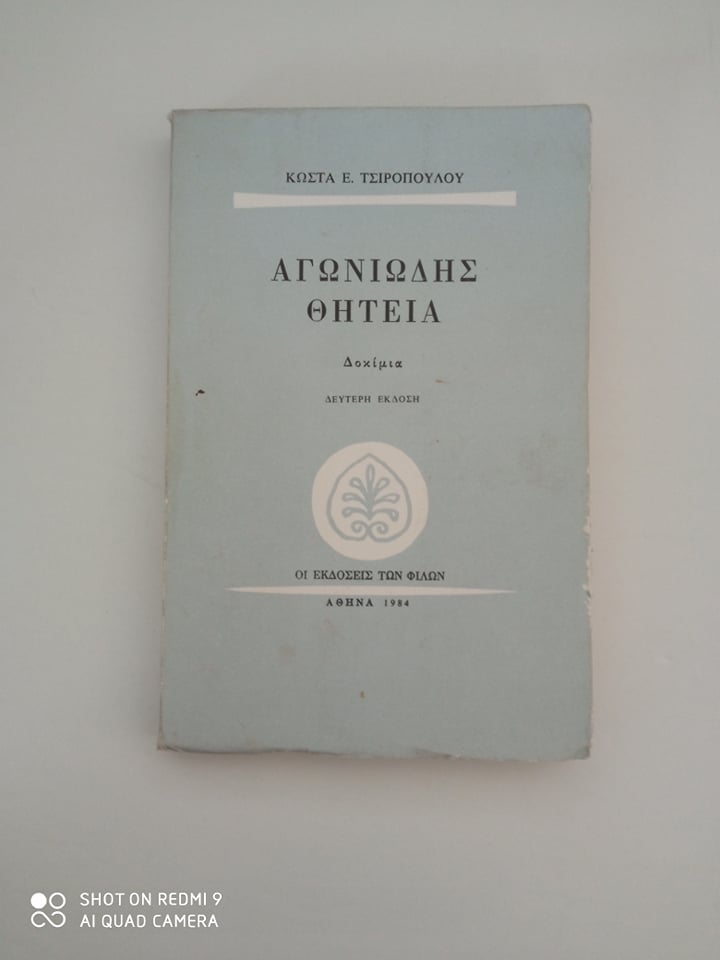 ΚΩΣΤΑ Ε. ΤΣΙΡΟΠΟΥΛΟΥ
ΑΓΩΝΙΩΔΗΣ
ΘΗΤΕΙΑ
Δοκίμια
ΔΕΥΤΕΡΗ ΕΚΔΟΣΗ
ΟΙ ΕΚΔΟΣΕΙΣ ΤΩΝ ΦΙΛΩΝ
ΑΘΗΝΑ 1984
SHOT ON REDMI 9
AI QUAD CAMERA